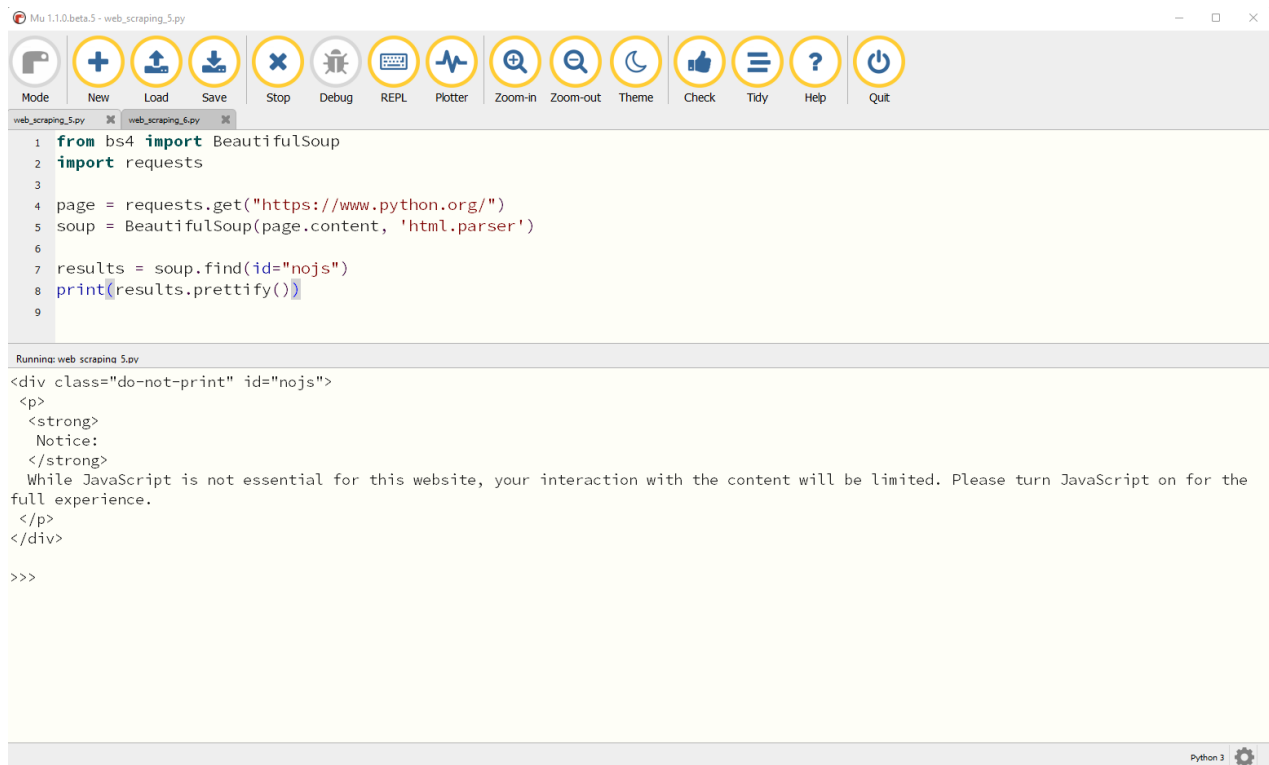 Mu 1.1.0.beta.5 - web_scraping_5.py
Mode New Load Save Stop Debug REPL Plotter Zoom-in Zoom-out Theme Check Tidy Help Quit
web_scraping_5.py web_scraping_6.py
1 from bs4 import BeautifulSoup
2 import requests
3
4 page = requests.get("https://www.python.org/")
5 soup = BeautifulSoup(page.content, 'html.parser')
6
7 results = soup.find(id="nojs")
8 print(results.prettify())
9
Running: web_scraping_5.py
<div class="do-not-print" id="nojs">
 <p>
  <strong>
   Notice:
  </strong>
  While JavaScript is not essential for this website, your interaction with the content will be limited. Please turn JavaScript on for the
full experience.
 </p>
</div>
>>>
Python 3